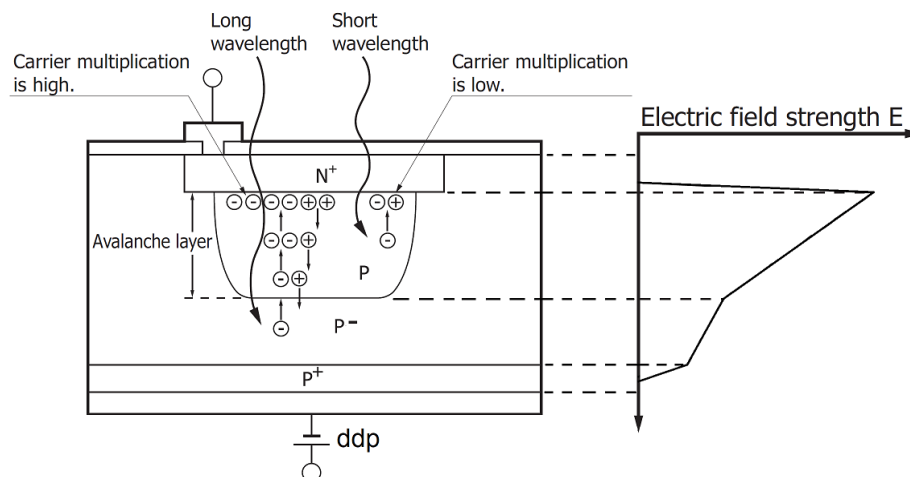 Long
wavelength
Short
wavelength
Carrier multiplication
is high.
Carrier multiplication
is low.
Electric field strength E
N+
Avalanche layer
P
P-
P+
ddp